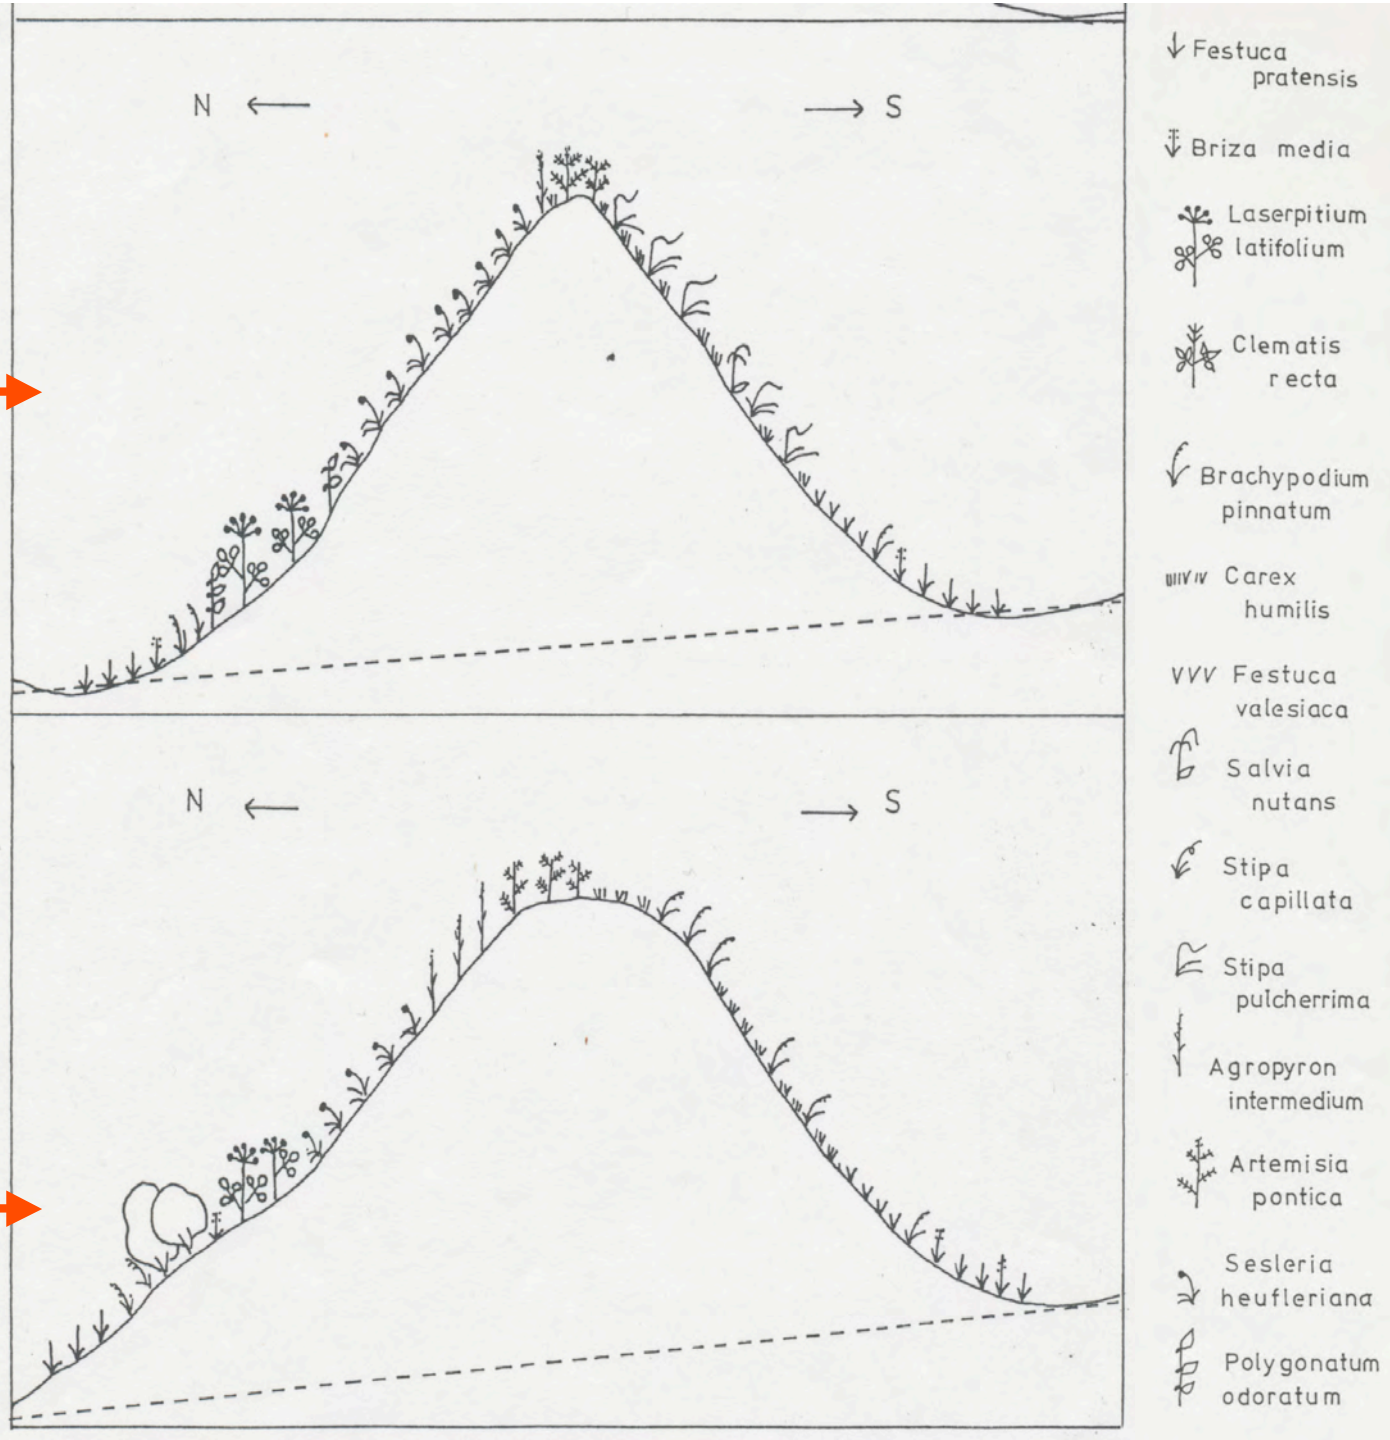 N
S
Festuca
pratensis
Briza media
Laserpitium
latifolium
Clematis
recta
Brachypodium
pinnatum
Carex
humilis
Festuca
valesiaca
Salvia
nutans
Stipa
capillata
Stipa
pulcherrima
Agropyron
intermedium
Artemisia
pontica
Sesleria
heufleriana
Polygonatum
odoratum
N
S